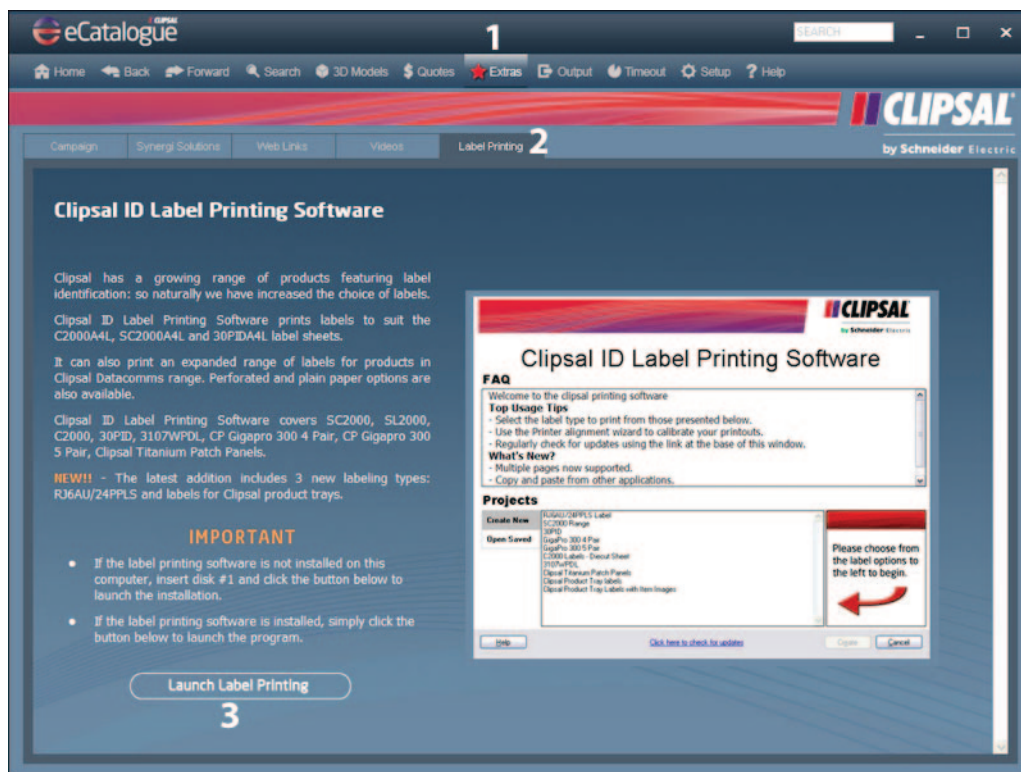 eCatalogue CLIPSAL
1
SEARCH
Home Back Forward Search 3D Models $ Quotes Extras Output Timeout Setup ? Help
CLIPSAL
by Schneider Electric
Campaign Synergi Solutions Web Links Videos Label Printing 2
Clipsal ID Label Printing Software
Clipsal has a growing range of products featuring label
identification: so naturally we have increased the choice of labels.
Clipsal ID Label Printing Software prints labels to suit the
C2000A4L, SC2000A4L and 30PIDA4L label sheets.
It can also print an expanded range of labels for products in
Clipsal Datacomms range. Perforated and plain paper options are
also available.
Clipsal ID Label Printing Software covers SC2000, SL2000,
C2000, 30PID, 3107WPDL, CP Gigapro 300 4 Pair, CP Gigapro 300
5 Pair, Clipsal Titanium Patch Panels.
NEW!! - The latest addition includes 3 new labeling types:
RJ6AU/24PPLS and labels for Clipsal product trays.
IMPORTANT
• If the label printing software is not installed on this
computer, insert disk #1 and click the button below to
launch the installation.
• If the label printing software is installed, simply click the
button below to launch the program.
Launch Label Printing
3
CLIPSAL
by Schneider Electric
Clipsal ID Label Printing Software
FAQ
Welcome to the clipsal printing software
Top Usage Tips
- Select the label type to print from those presented below.
- Use the Printer alignment wizard to calibrate your printouts.
- Regularly check for updates using the link at the base of this window.
What's New?
- Multiple pages now supported.
- Copy and paste from other applications.
Projects
Create New
Open Saved
RJ6AU/24PPLS Label
SC2000 Range
30PID
GigaPro 300 4 Pair
GigaPro 300 5 Pair
C2000 Labels - Diecut Sheet
3107WPDL
Clipsal Titanium Patch Panels
Clipsal Product Tray labels
Clipsal Product Tray Labels with Item Images
Please choose from
the label options to
the left to begin.
Help
Click here to check for updates
Cancel